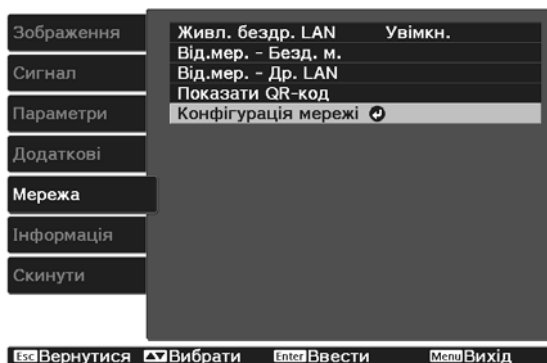 Зображення
Сигнал
Параметри
Додаткові
Мережа
Інформація
Скинути
Живл. бездр. LAN Увімкн.
Від.мер. - Безд. м.
Від.мер. - Др. LAN
Показати QR-код
Конфігурація мережі
Esc Вернутися Вибрати Enter Ввести Menu Вихід